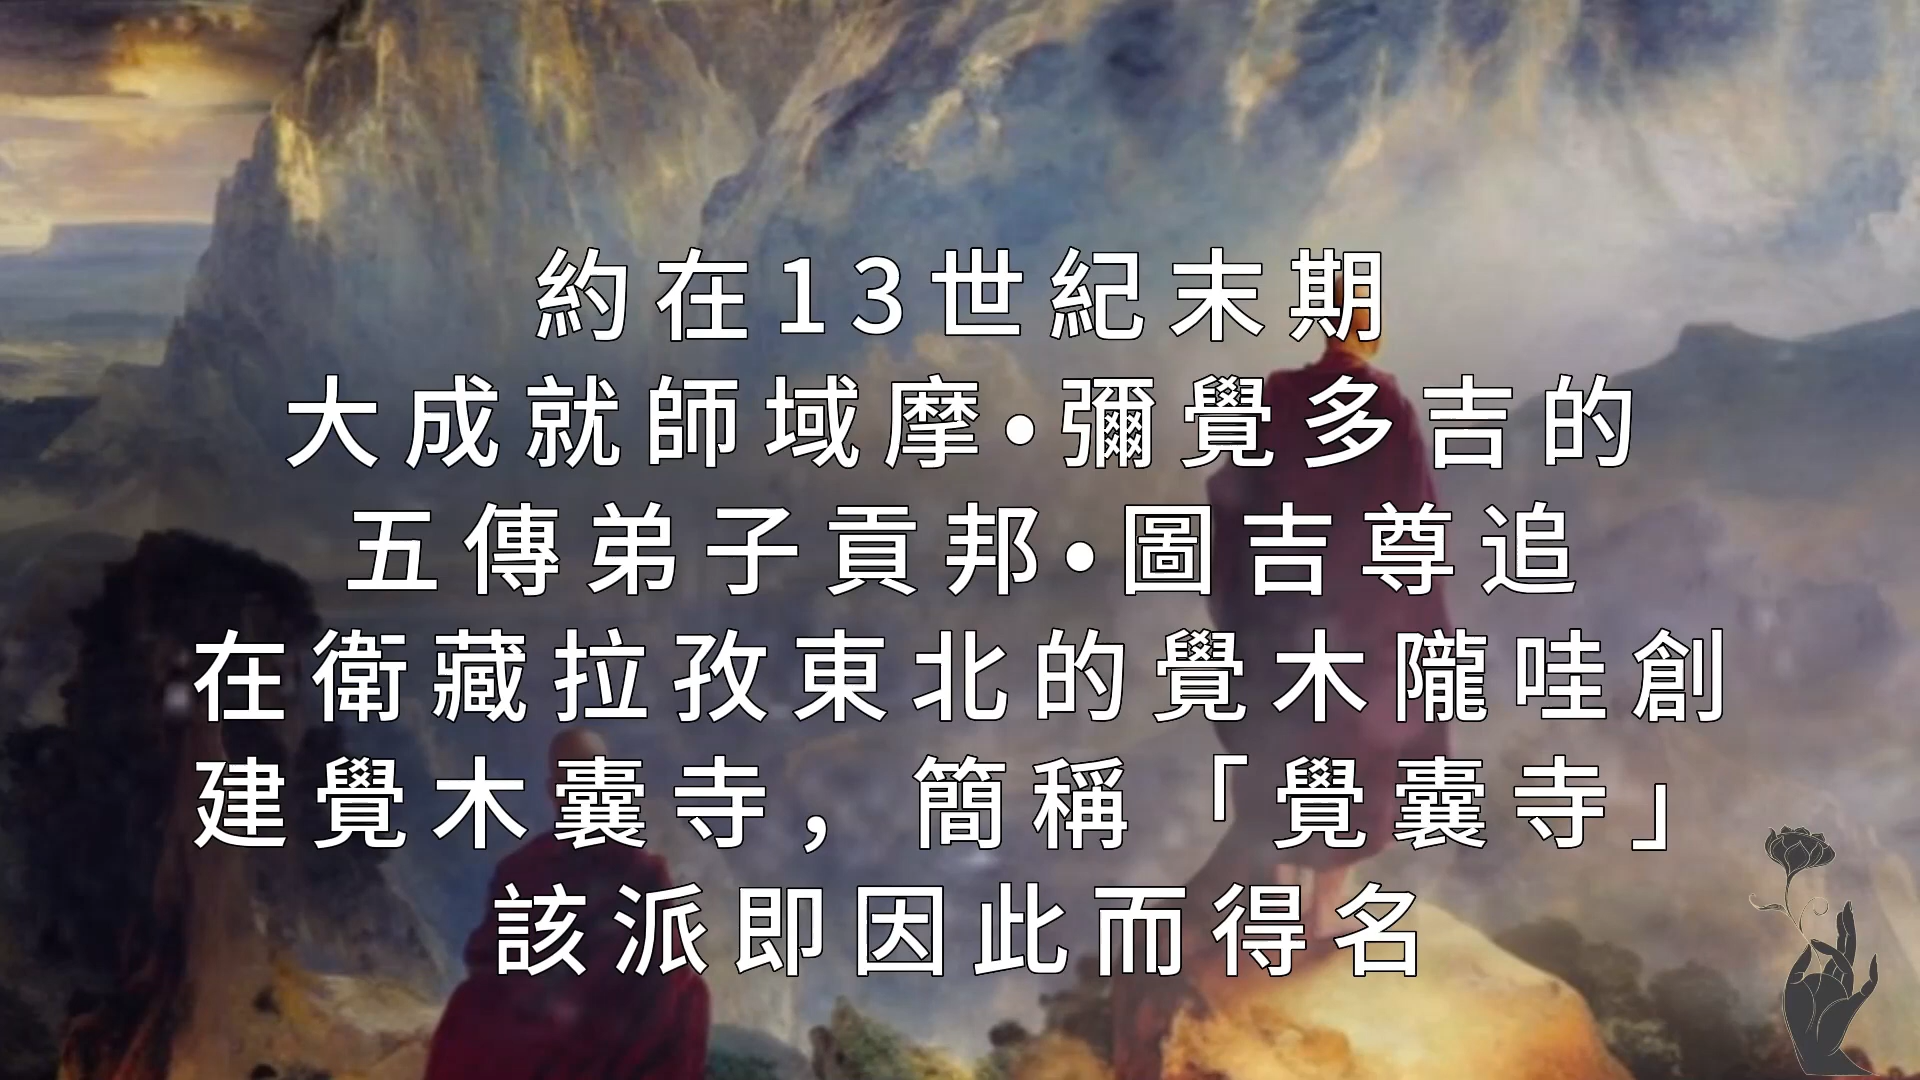 約在13世紀末期
大成就師域摩•彌覺多吉的
五傳弟子貢邦•圖吉尊追
在衛藏拉孜東北的覺木隴哇創
建覺木囊寺，簡稱「覺囊寺」
該派即因此而得名